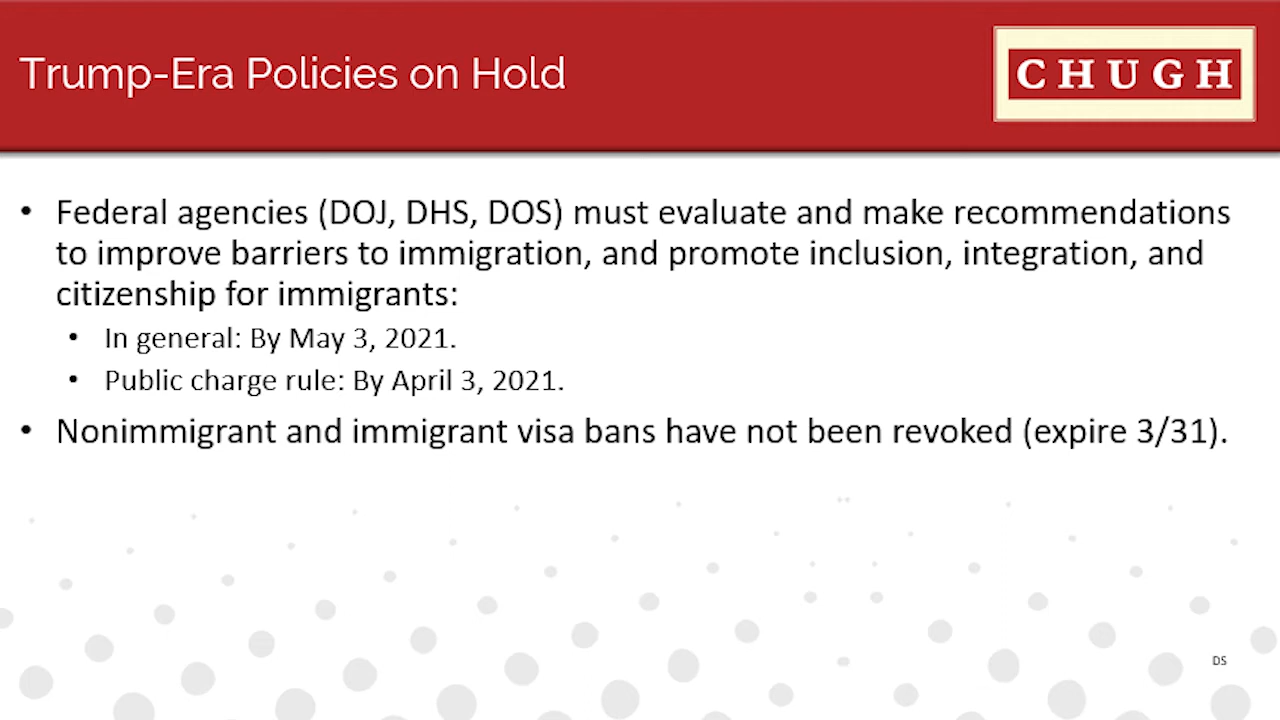 Trump-Era Policies on Hold
CHUGH
• Federal agencies (DOJ, DHS, DOS) must evaluate and make recommendations
to improve barriers to immigration, and promote inclusion, integration, and
citizenship for immigrants:
• In general: By May 3, 2021.
• Public charge rule: By April 3, 2021.
• Nonimmigrant and immigrant visa bans have not been revoked (expire 3/31).
DS